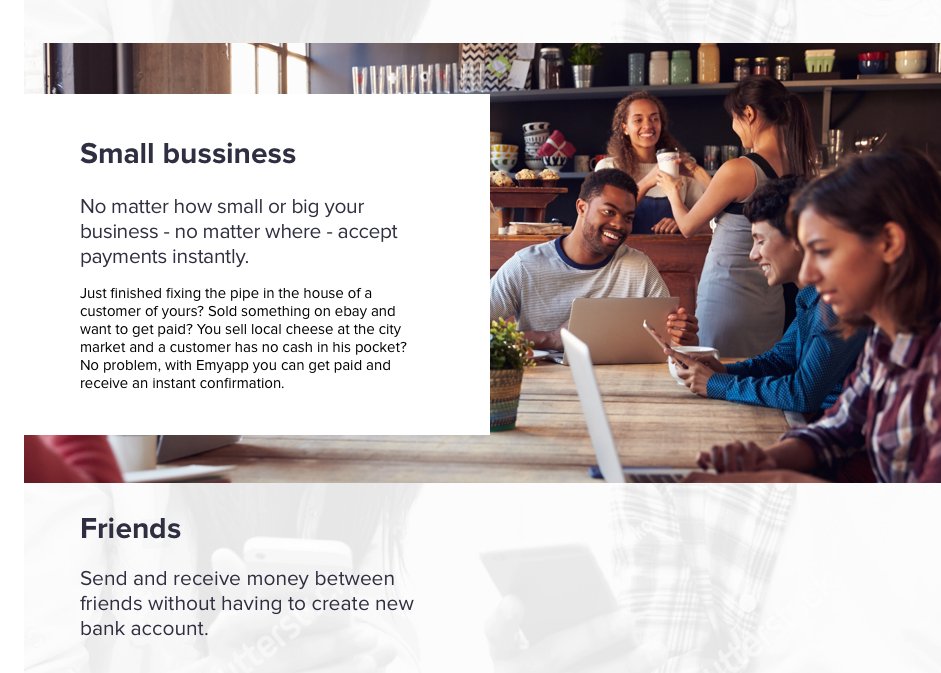 Small bussiness
No matter how small or big your
business - no matter where - accept
payments instantly.
Just finished fixing the pipe in the house of a
customer of yours? Sold something on ebay and
want to get paid? You sell local cheese at the city
market and a customer has no cash in his pocket?
No problem, with Emyapp you can get paid and
receive an instant confirmation.
Friends
Send and receive money between
friends without having to create new
bank account.